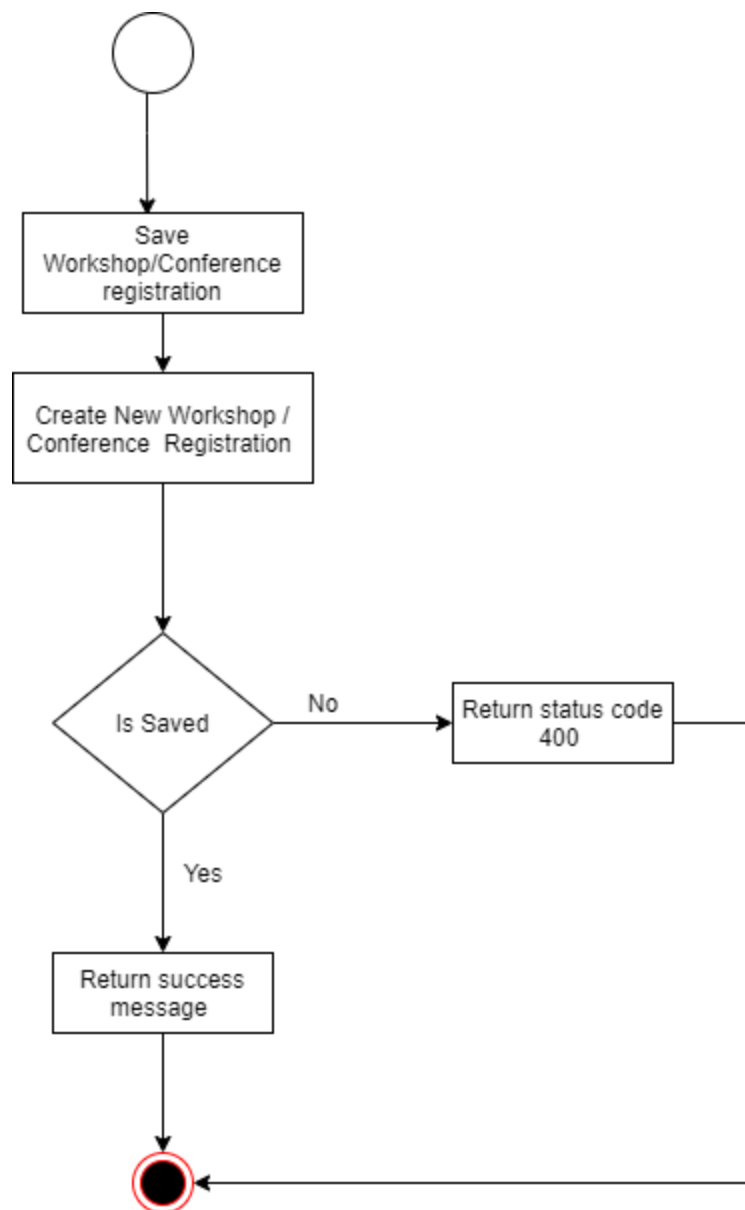 Save
Workshop/Conference
registration
Create New Workshop /
Conference Registration
Is Saved
No
Return status code
400
Yes
Return success
message